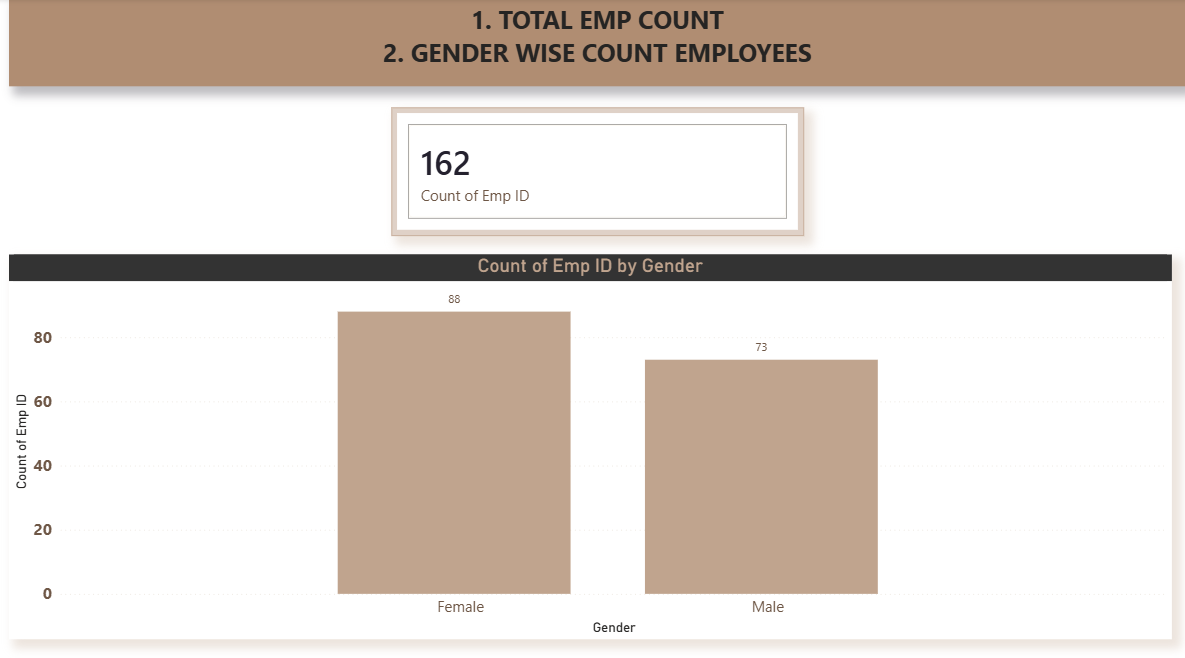 1. TOTAL EMP COUNT
2. GENDER WISE COUNT EMPLOYEES
162
Count of Emp ID
Count of Emp ID by Gender
88
73
80
60
40
20
0
Count of Emp ID
Female
Male
Gender